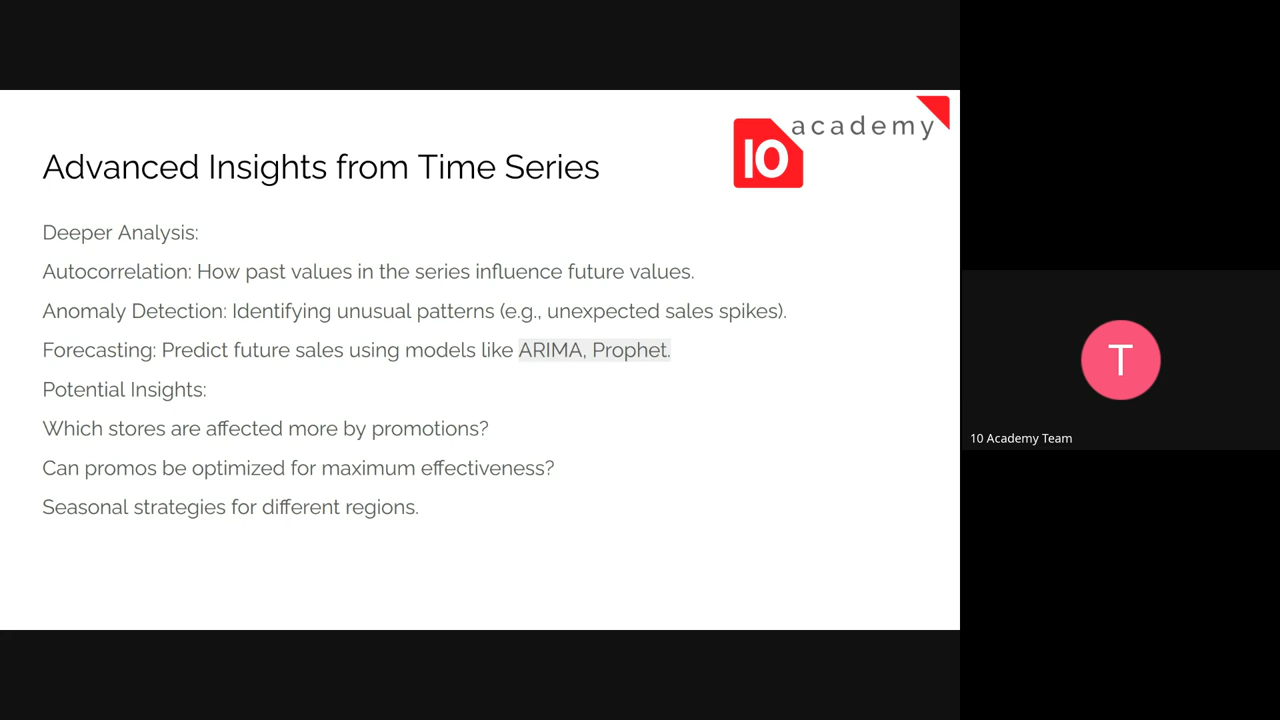 10 academy
Advanced Insights from Time Series
Deeper Analysis:
Autocorrelation: How past values in the series influence future values.
Anomaly Detection: Identifying unusual patterns (e.g., unexpected sales spikes).
Forecasting: Predict future sales using models like ARIMA, Prophet.
Potential Insights:
Which stores are affected more by promotions?
Can promos be optimized for maximum effectiveness?
Seasonal strategies for different regions.
T
10 Academy Team